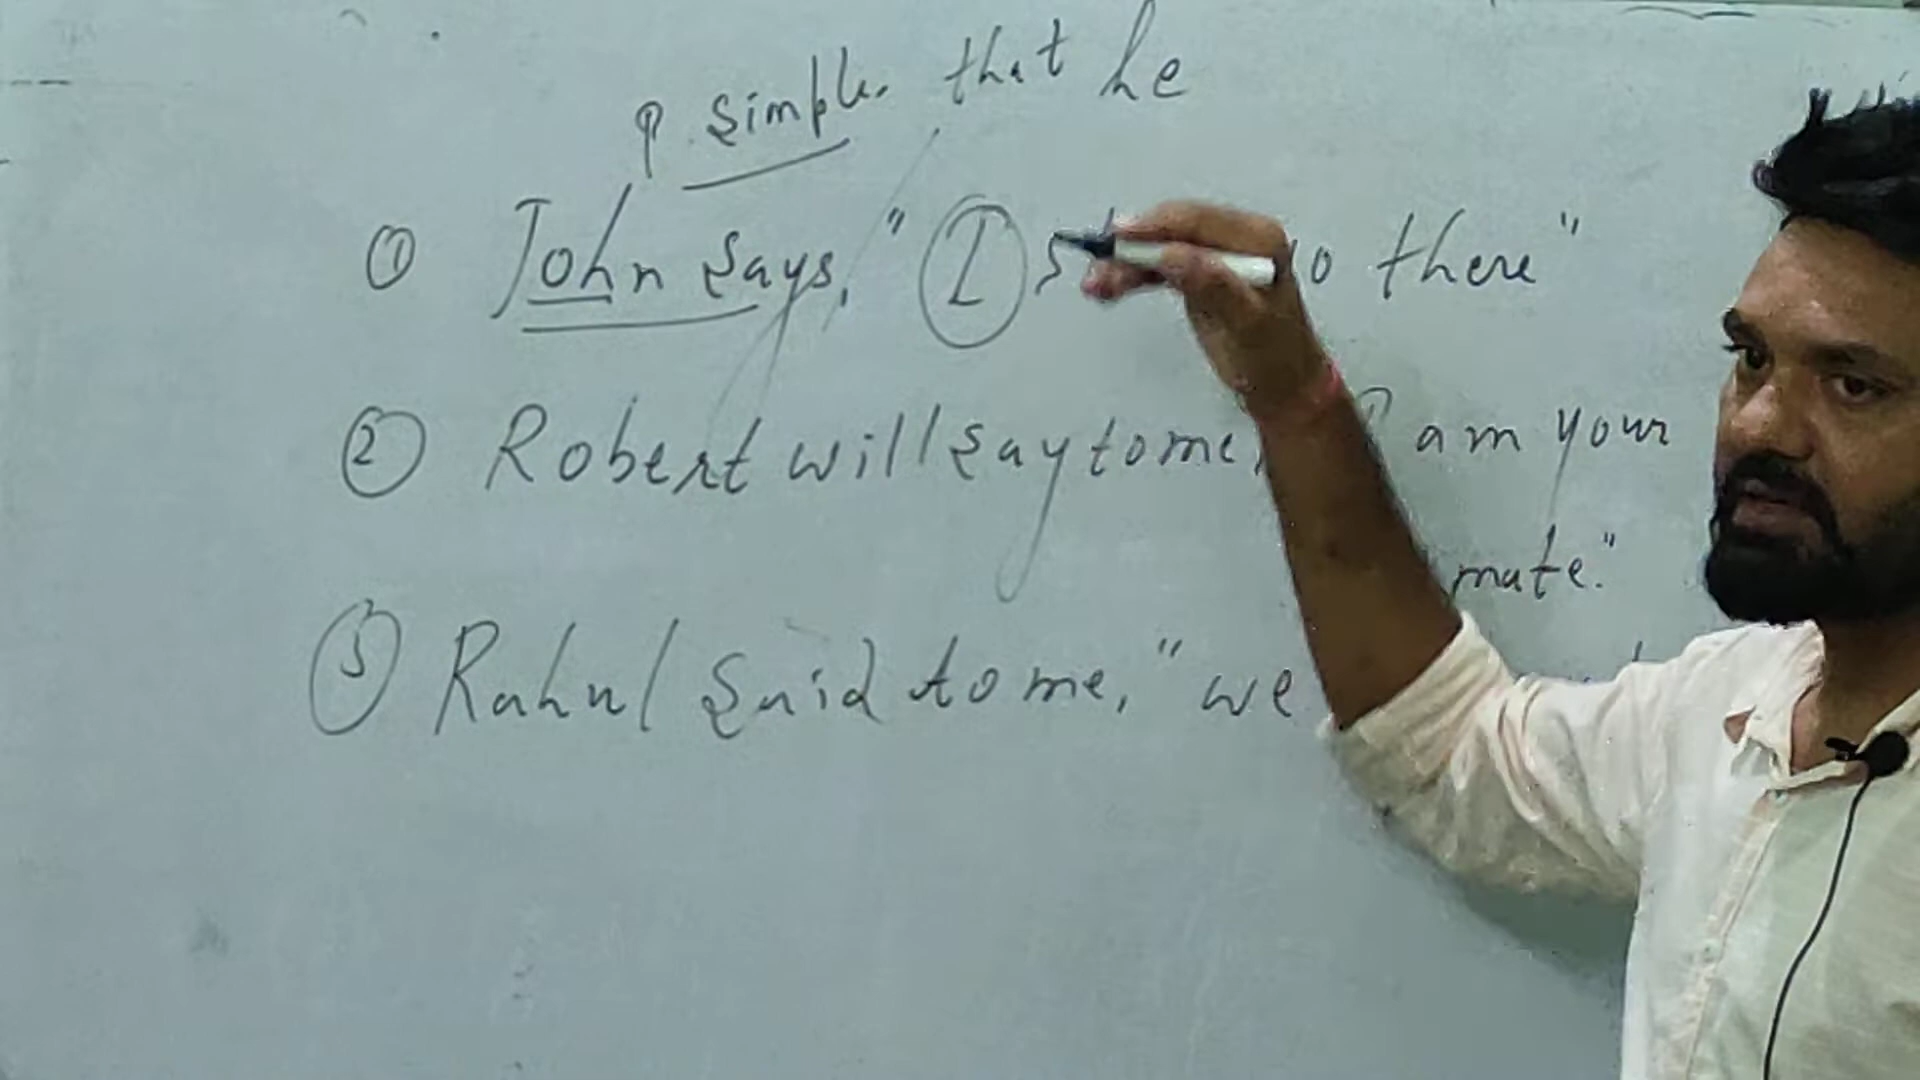 P. simple. that he
① John says, " I s o there"
② Robert will say to me, I am your
mate."
③ Rahul said to me, "we